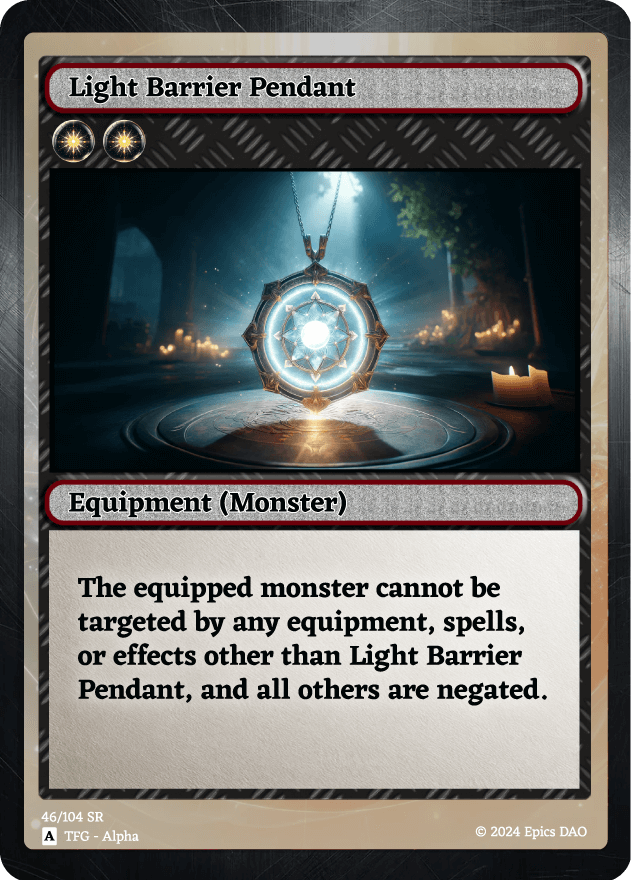 Light Barrier Pendant
Equipment (Monster)
The equipped monster cannot be
targeted by any equipment, spells,
or effects other than Light Barrier
Pendant, and all others are negated.
46/104 SR
A TFG - Alpha
© 2024 Epics DAO